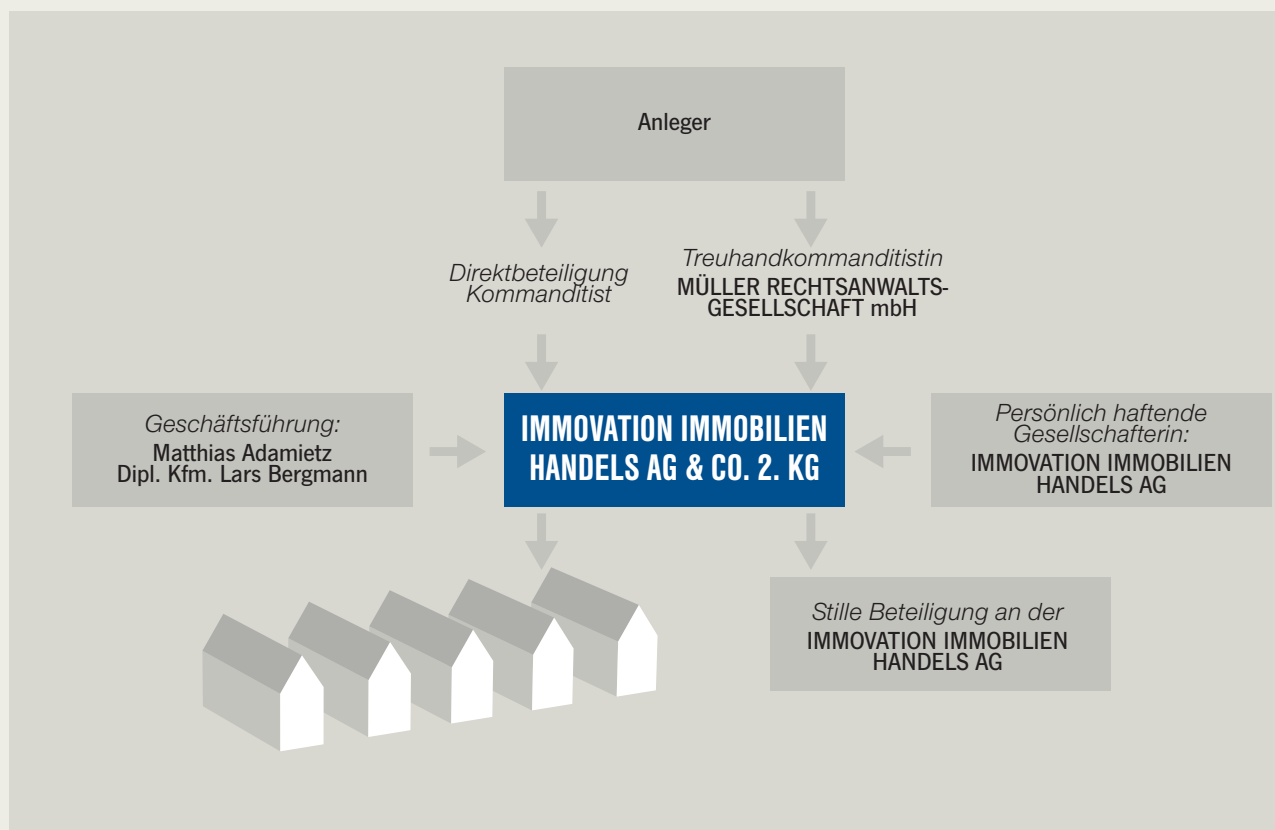 Anleger
Direktbeteiligung
Kommanditist
Treuhandkommanditistin
MÜLLER RECHTSANWALTS-
GESELLSCHAFT mbH
Geschäftsführung:
Matthias Adamietz
Dipl. Kfm. Lars Bergmann
IMMOVATION IMMOBILIEN
HANDELS AG & CO. 2. KG
Persönlich haftende
Gesellschafterin:
IMMOVATION IMMOBILIEN
HANDELS AG
Stille Beteiligung an der
IMMOVATION IMMOBILIEN
HANDELS AG